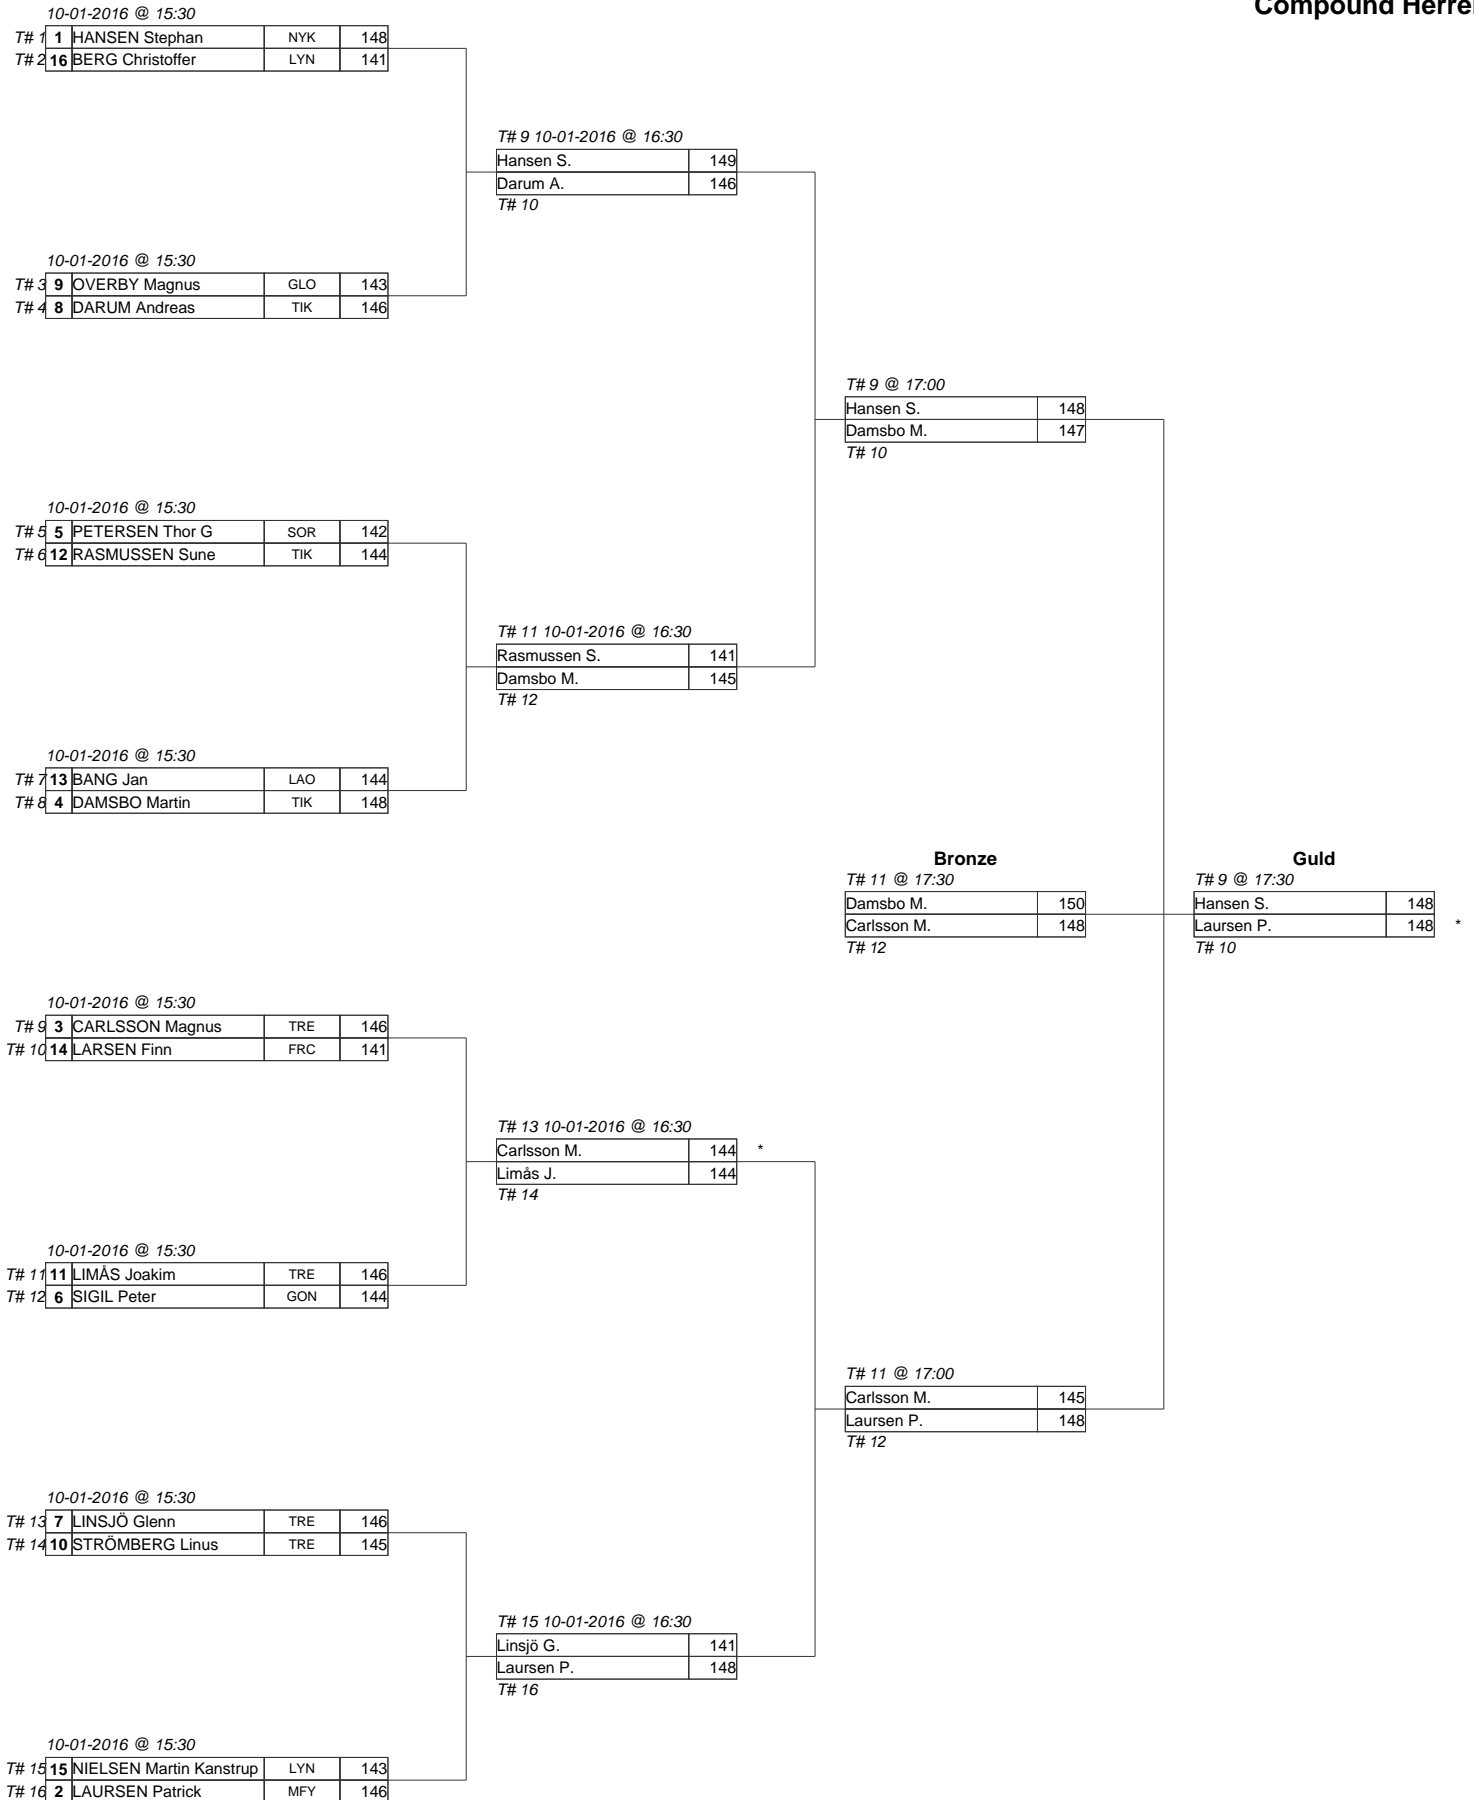 Compound Herre
10-01-2016 @ 15:30
T# 1 1 HANSEN Stephan NYK 148
T# 2 16 BERG Christoffer LYN 141
T# 9 10-01-2016 @ 16:30
Hansen S. 149
Darum A. 146
T# 10
10-01-2016 @ 15:30
T# 3 9 OVERBY Magnus GLO 143
T# 4 8 DARUM Andreas TIK 146
T# 9 @ 17:00
Hansen S. 148
Damsbo M. 147
T# 10
10-01-2016 @ 15:30
T# 5 5 PETERSEN Thor G SOR 142
T# 6 12 RASMUSSEN Sune TIK 144
T# 11 10-01-2016 @ 16:30
Rasmussen S. 141
Damsbo M. 145
T# 12
10-01-2016 @ 15:30
T# 7 13 BANG Jan LAO 144
T# 8 4 DAMSBO Martin TIK 148
Bronze Guld
T# 11 @ 17:30 T# 9 @ 17:30
Damsbo M. 150 Hansen S. 148
Carlsson M. 148 Laursen P. 148 *
T# 12 T# 10
10-01-2016 @ 15:30
T# 9 3 CARLSSON Magnus TRE 146
T# 10 14 LARSEN Finn FRC 141
T# 13 10-01-2016 @ 16:30
Carlsson M. 144 *
Limås J. 144
T# 14
10-01-2016 @ 15:30
T# 11 11 LIMÅS Joakim TRE 146
T# 12 6 SIGIL Peter GON 144
T# 11 @ 17:00
Carlsson M. 145
Laursen P. 148
T# 12
10-01-2016 @ 15:30
T# 13 7 LINSJÖ Glenn TRE 146
T# 14 10 STRÖMBERG Linus TRE 145
T# 15 10-01-2016 @ 16:30
Linsjö G. 141
Laursen P. 148
T# 16
10-01-2016 @ 15:30
T# 15 15 NIELSEN Martin Kanstrup LYN 143
T# 16 2 LAURSEN Patrick MFY 146